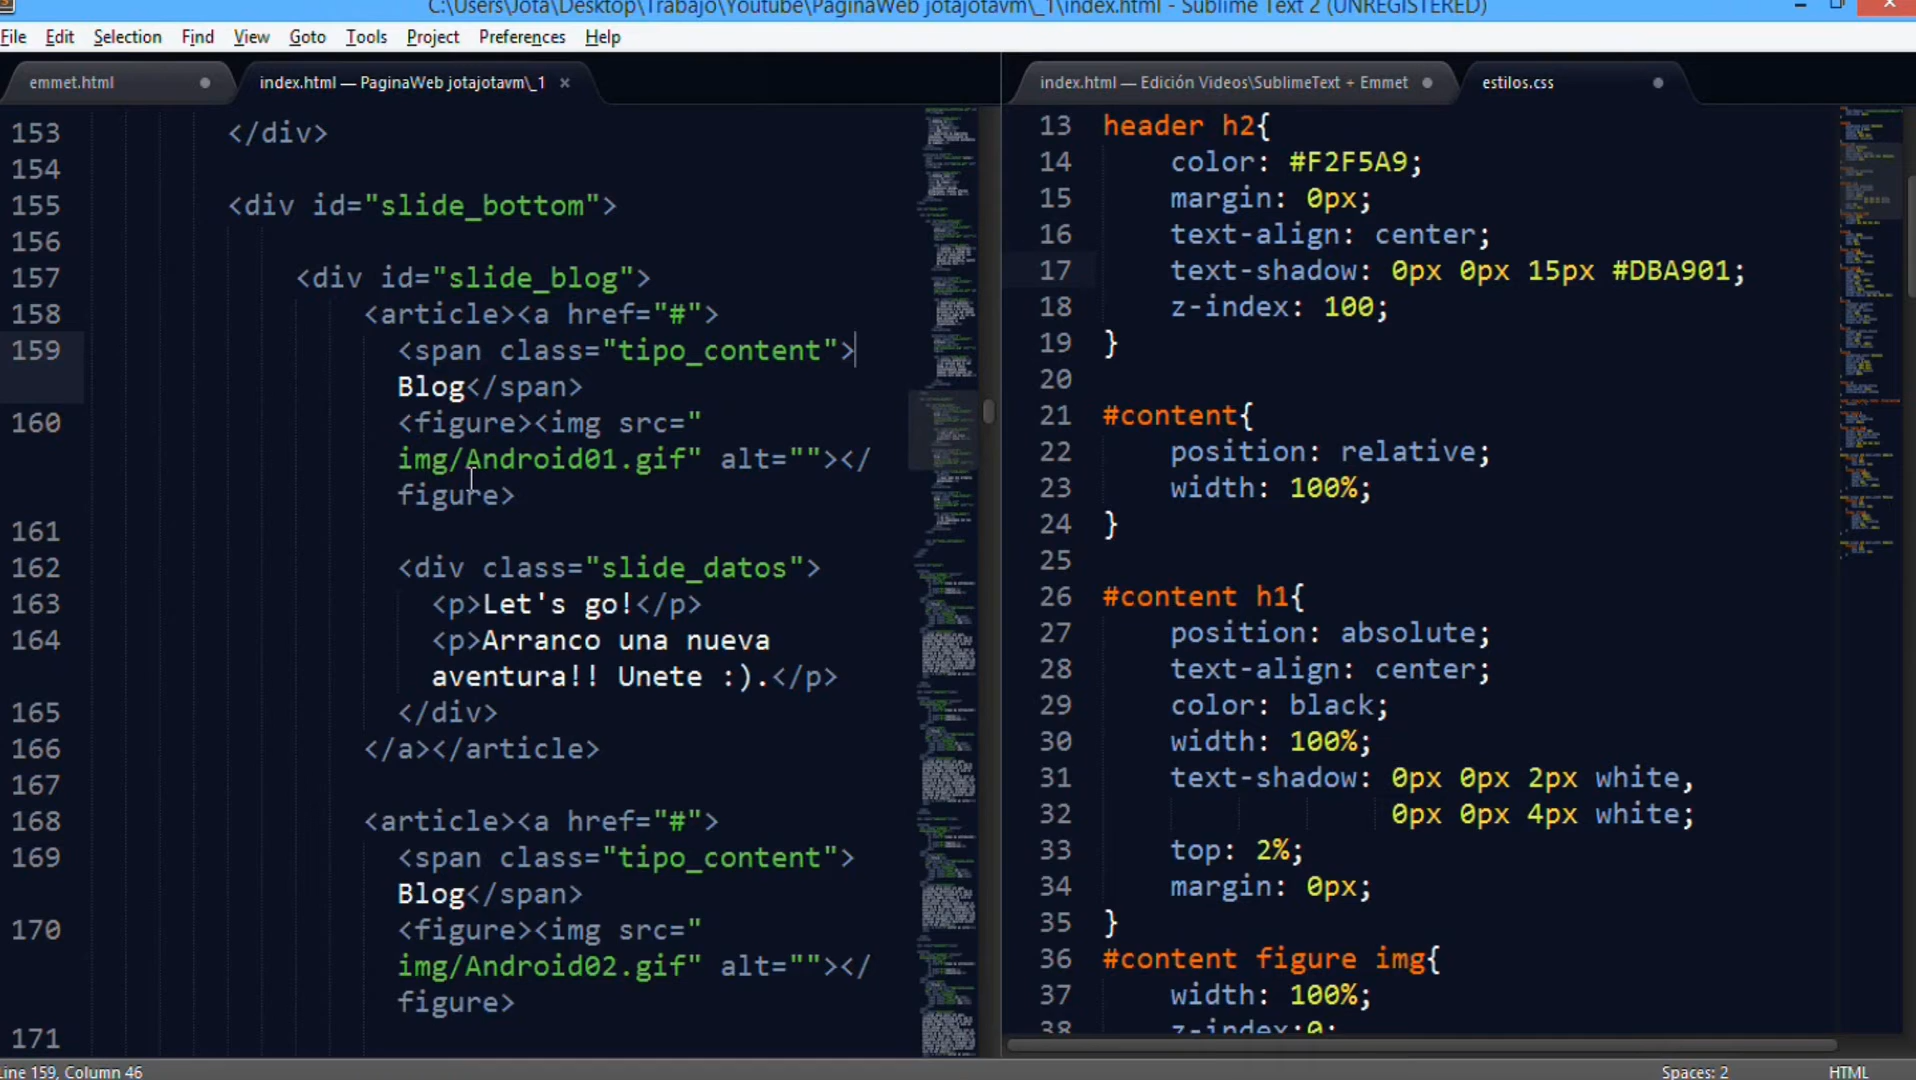 C:\Users\Jota\Desktop\Trabajo\Youtube\PaginaWeb jotajotavm\_1\index.html - Sublime Text 2 (UNREGISTERED)
File Edit Selection Find View Goto Tools Project Preferences Help
emmet.html
index.html — PaginaWeb jotajotavm\_1
index.html — Edición Videos\SublimeText + Emmet
estilos.css
153 </div>
154
155 <div id="slide_bottom">
156
157 <div id="slide_blog">
158 <article><a href="#">
159 <span class="tipo_content">
Blog</span>
160 <figure><img src="
img/Android01.gif" alt=""></
figure>
161
162 <div class="slide_datos">
163 <p>Let's go!</p>
164 <p>Arranco una nueva
aventura!! Unete :).</p>
165 </div>
166 </a></article>
167
168 <article><a href="#">
169 <span class="tipo_content">
Blog</span>
170 <figure><img src="
img/Android02.gif" alt=""></
figure>
171
13 header h2{
14 color: #F2F5A9;
15 margin: 0px;
16 text-align: center;
17 text-shadow: 0px 0px 15px #DBA901;
18 z-index: 100;
19 }
20
21 #content{
22 position: relative;
23 width: 100%;
24 }
25
26 #content h1{
27 position: absolute;
28 text-align: center;
29 color: black;
30 width: 100%;
31 text-shadow: 0px 0px 2px white,
32 0px 0px 4px white;
33 top: 2%;
34 margin: 0px;
35 }
36 #content figure img{
37 width: 100%;
38 z-index:0;
Line 159, Column 46
Spaces: 2
HTML